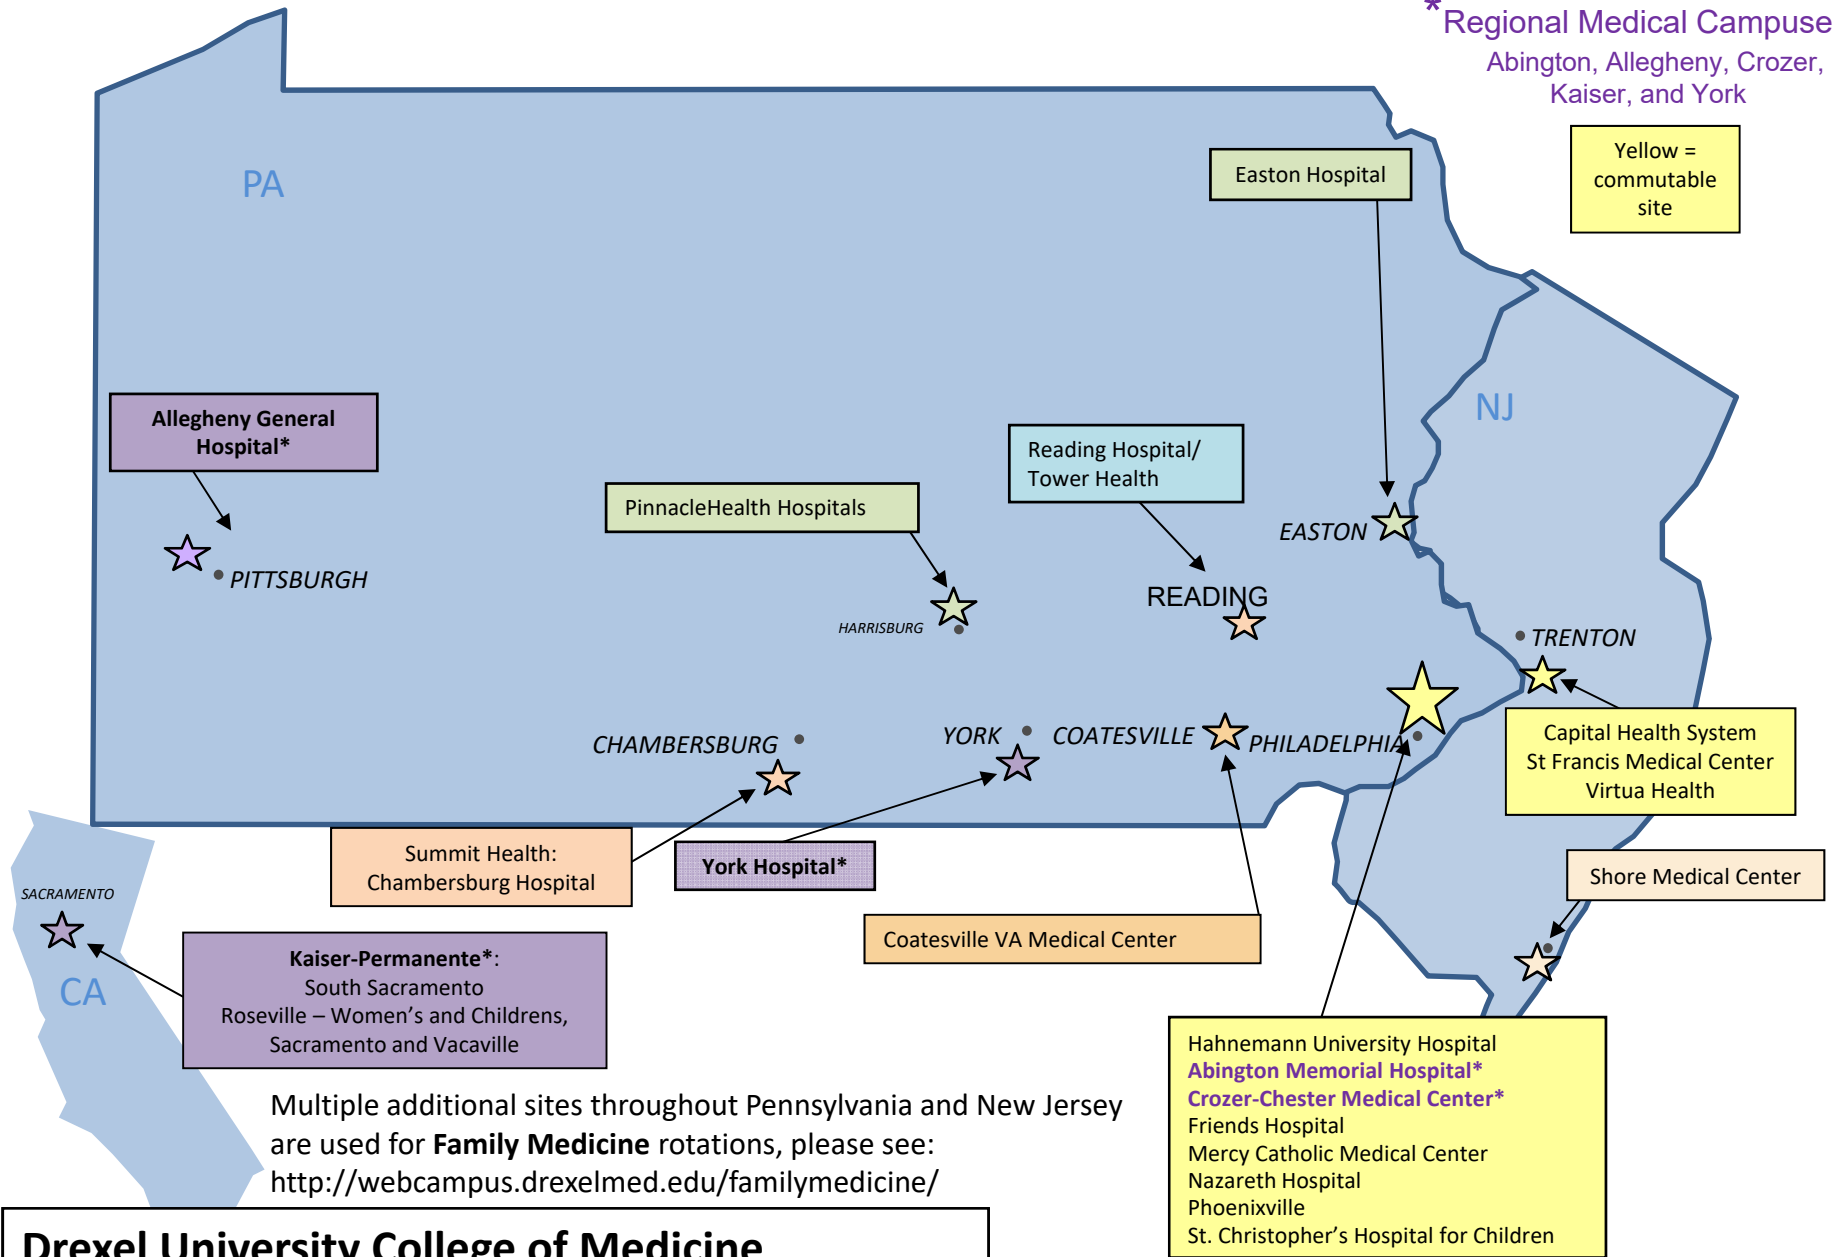 *Regional Medical Campuse
Abington, Allegheny, Crozer,
Kaiser, and York
Yellow =
commutable
site
PA
Easton Hospital
NJ
Allegheny General
Hospital*
Reading Hospital/
Tower Health
PinnacleHealth Hospitals
EASTON
PITTSBURGH
READING
HARRISBURG
TRENTON
CHAMBERSBURG
YORK
COATESVILLE
PHILADELPHIA
Capital Health System
St Francis Medical Center
Virtua Health
Summit Health:
Chambersburg Hospital
York Hospital*
Shore Medical Center
SACRAMENTO
Coatesville VA Medical Center
Kaiser-Permanente*:
South Sacramento
Roseville – Women's and Childrens,
Sacramento and Vacaville
CA
Hahnemann University Hospital
Abington Memorial Hospital*
Crozer-Chester Medical Center*
Friends Hospital
Mercy Catholic Medical Center
Nazareth Hospital
Phoenixville
St. Christopher's Hospital for Children
Multiple additional sites throughout Pennsylvania and New Jersey
are used for Family Medicine rotations, please see:
http://webcampus.drexelmed.edu/familymedicine/
Drexel University College of Medicine